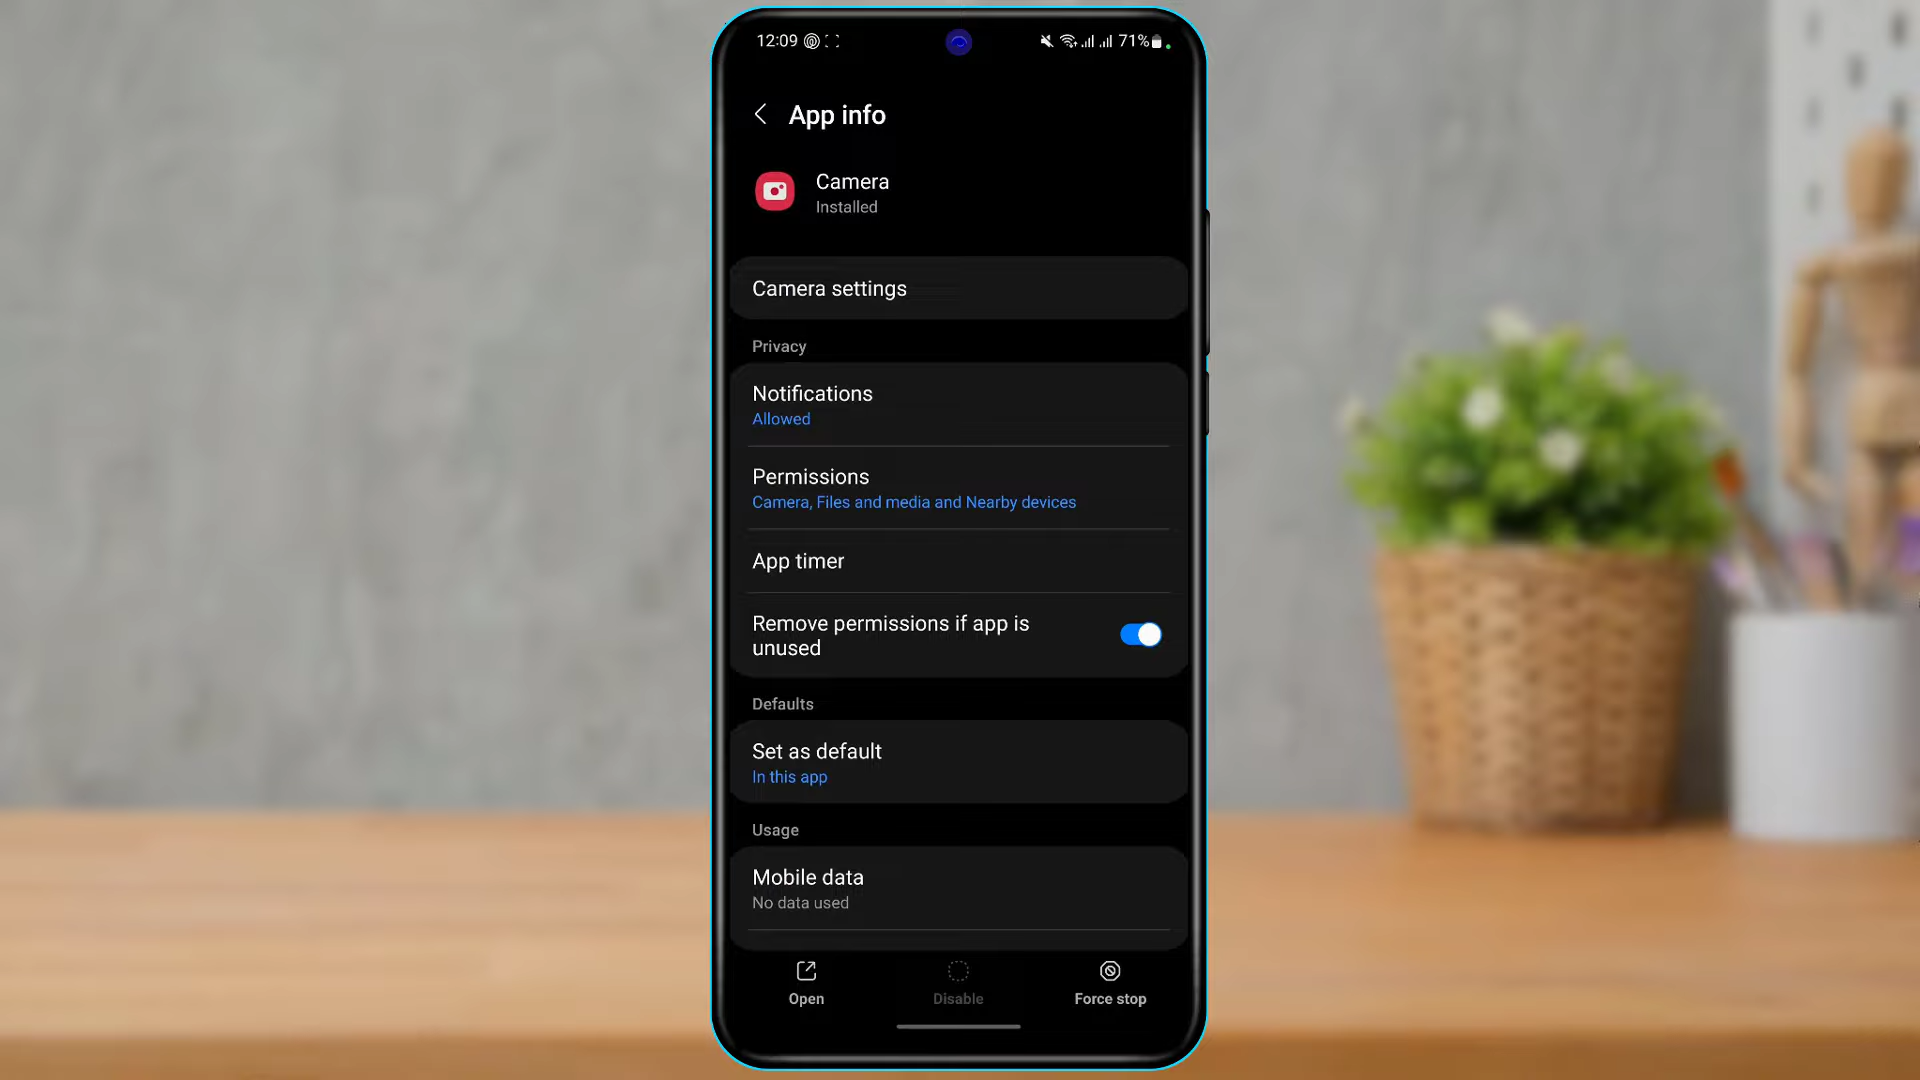 12:09
71%
App info
Camera
Installed
Camera settings
Privacy
Notifications
Allowed
Permissions
Camera, Files and media and Nearby devices
App timer
Remove permissions if app is
unused
Defaults
Set as default
In this app
Usage
Mobile data
No data used
Open
Disable
Force stop